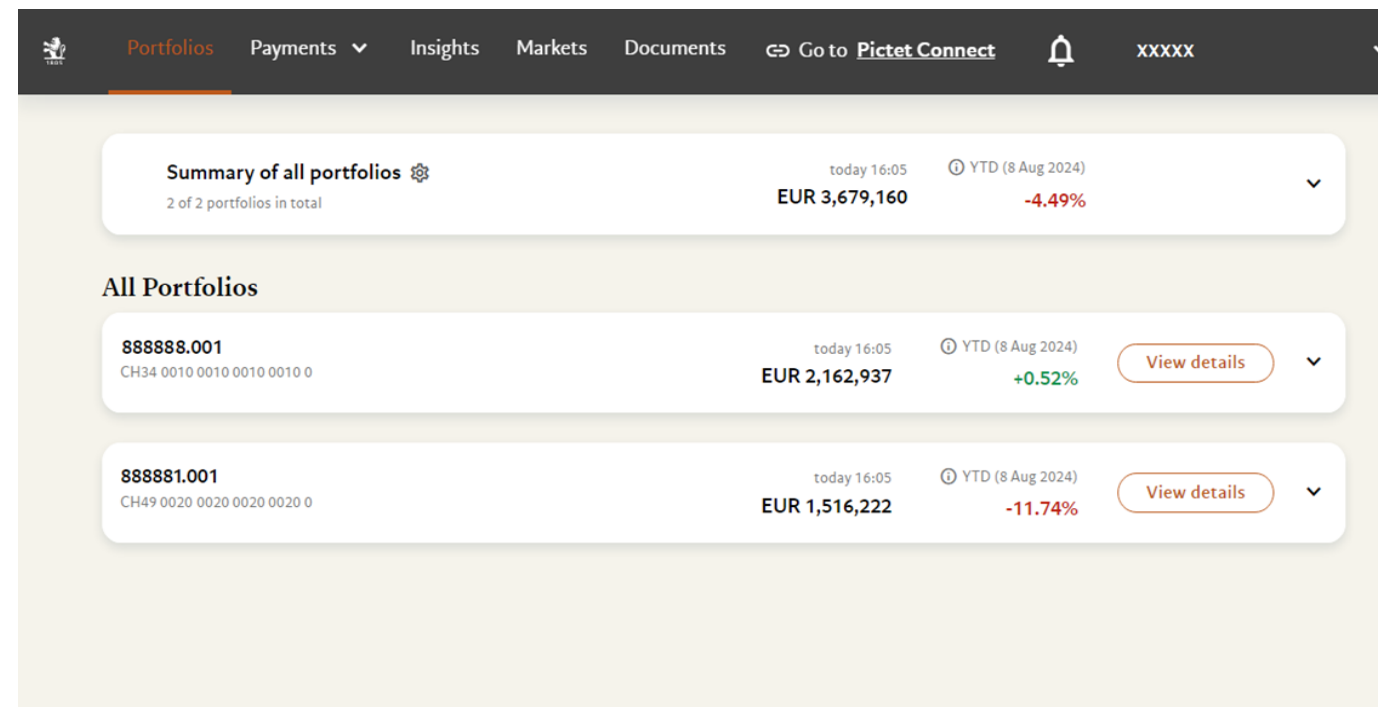 Portfolios Payments Insights Markets Documents Go to Pictet Connect XXXXX
1805
Summary of all portfolios
2 of 2 portfolios in total
today 16:05
EUR 3,679,160
YTD (8 Aug 2024)
-4.49%
All Portfolios
888888.001
CH34 0010 0010 0010 0010 0
today 16:05
EUR 2,162,937
YTD (8 Aug 2024)
+0.52%
View details
888881.001
CH49 0020 0020 0020 0020 0
today 16:05
EUR 1,516,222
YTD (8 Aug 2024)
-11.74%
View details